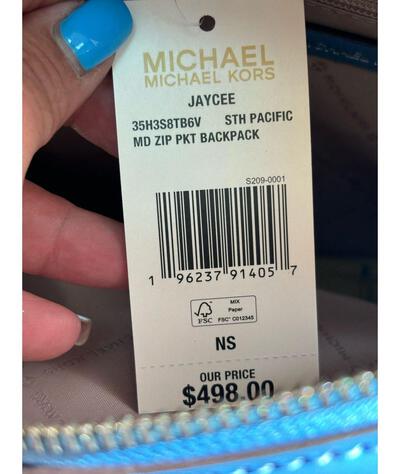 MICHAEL
MICHAEL KORS
JAYCEE
35H3S8TB6V STH PACIFIC
MD ZIP PKT BACKPACK
S209-0001
1 96237 91405 7
FSC
MIX
Paper
FSC® C012345
NS
OUR PRICE
$498.00